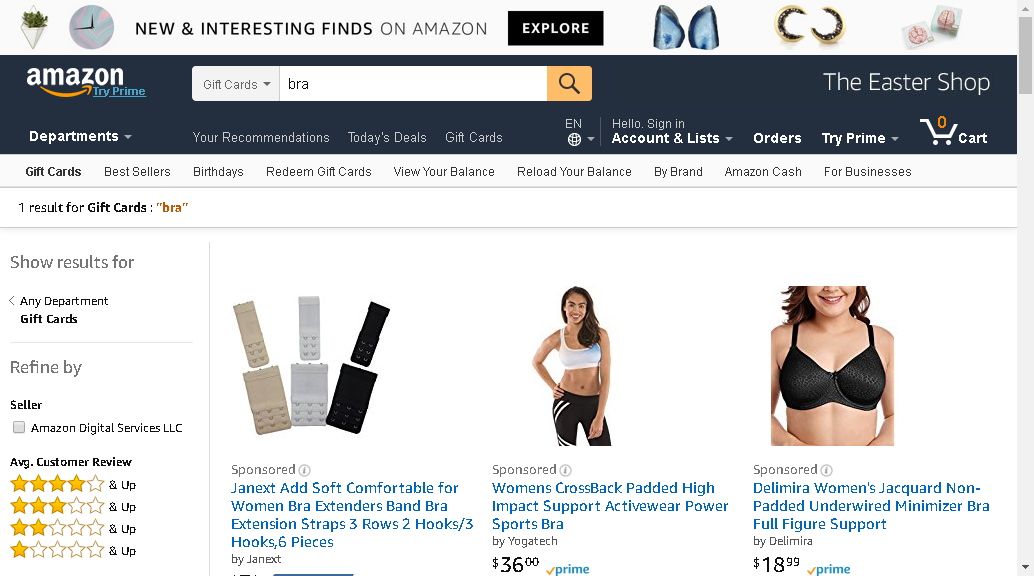 NEW & INTERESTING FINDS ON AMAZON EXPLORE
amazon
Try Prime
Gift Cards bra
The Easter Shop
Departments
Your Recommendations Today's Deals Gift Cards
EN
Hello. Sign in
Account & Lists
Orders
Try Prime
0
Cart
Gift Cards Best Sellers Birthdays Redeem Gift Cards View Your Balance Reload Your Balance By Brand Amazon Cash For Businesses
1 result for Gift Cards : "bra"
Show results for
Any Department
Gift Cards
Refine by
Seller
Amazon Digital Services LLC
Avg. Customer Review
& Up
& Up
& Up
& Up
Sponsored
Janext Add Soft Comfortable for
Women Bra Extenders Band Bra
Extension Straps 3 Rows 2 Hooks/3
Hooks,6 Pieces
by Janext
Sponsored
Womens CrossBack Padded High
Impact Support Activewear Power
Sports Bra
by Yogatech
$36 00 prime
Sponsored
Delimira Women's Jacquard Non-
Padded Underwired Minimizer Bra
Full Figure Support
by Delimira
$18 99 prime